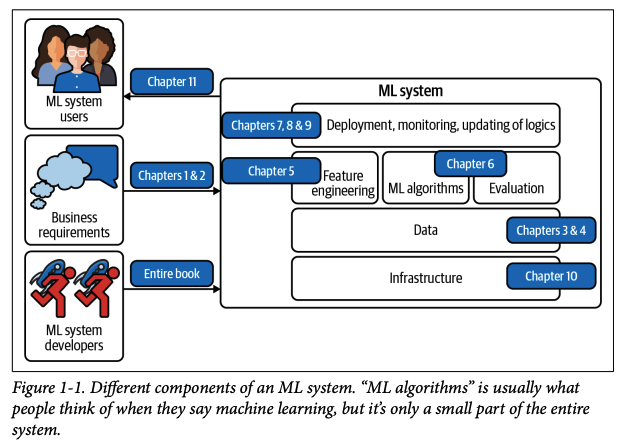 ML system
users
Chapter 11
Business
requirements
Chapters 1 & 2
ML system
developers
Entire book
ML system
Chapters 7, 8 & 9
Deployment, monitoring, updating of logics
Chapter 5
Feature
engineering
Chapter 6
ML algorithms
Evaluation
Data
Chapters 3 & 4
Infrastructure
Chapter 10
Figure 1-1. Different components of an ML system. “ML algorithms” is usually what
people think of when they say machine learning, but it’s only a small part of the entire
system.